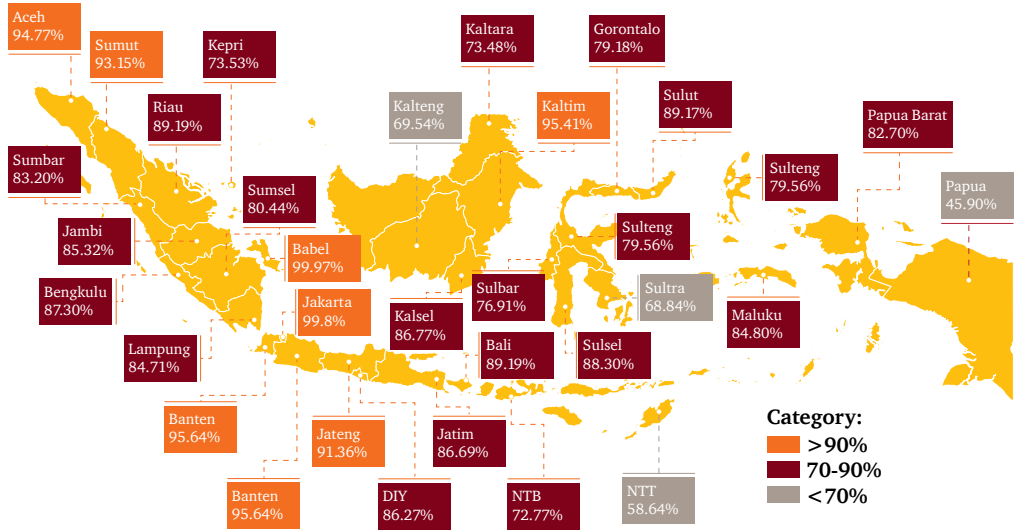 Aceh
94.77%
Sumut
93.15%
Kepri
73.53%
Kaltara
73.48%
Gorontalo
79.18%
Riau
89.19%
Kalteng
69.54%
Kaltim
95.41%
Sulut
89.17%
Papua Barat
82.70%
Sumbar
83.20%
Sumsel
80.44%
Sulteng
79.56%
Papua
45.90%
Jambi
85.32%
Babel
99.97%
Sulteng
79.56%
Bengkulu
87.30%
Jakarta
99.8%
Kalsel
86.77%
Sulbar
76.91%
Sultra
68.84%
Maluku
84.80%
Lampung
84.71%
Bali
89.19%
Sulsel
88.30%
Banten
95.64%
Jateng
91.36%
Jatim
86.69%
Banten
95.64%
DIY
86.27%
NTB
72.77%
NTT
58.64%
Category:
>90%
70-90%
<70%